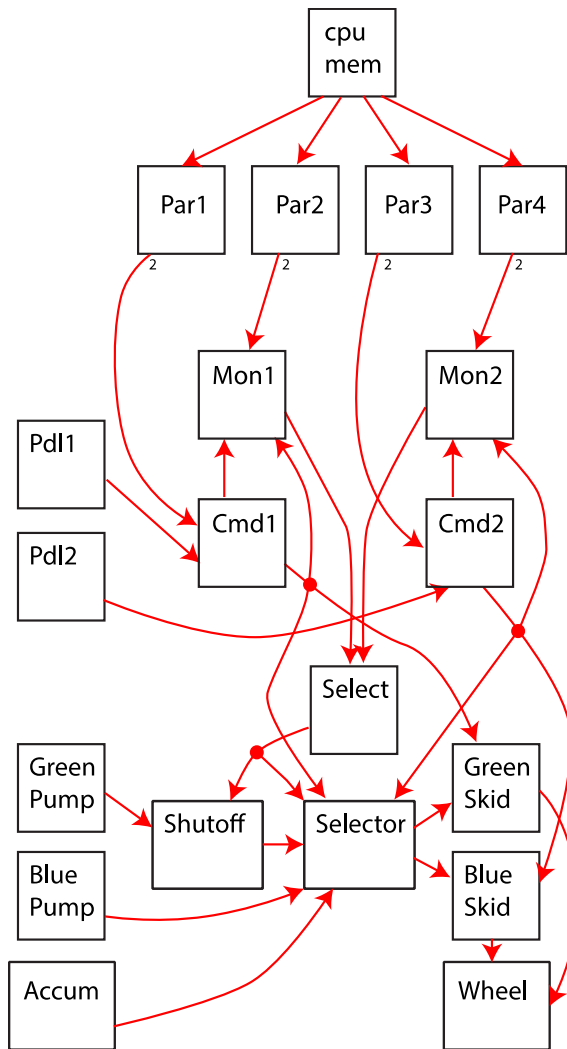 cpu
mem
Par1
Par2
Par3
Par4
2
2
2
2
Mon1
Mon2
Pdl1
Cmd1
Cmd2
Pdl2
Select
Green
Pump
Shutoff
Selector
Green
Skid
Blue
Pump
Blue
Skid
Accum
Wheel